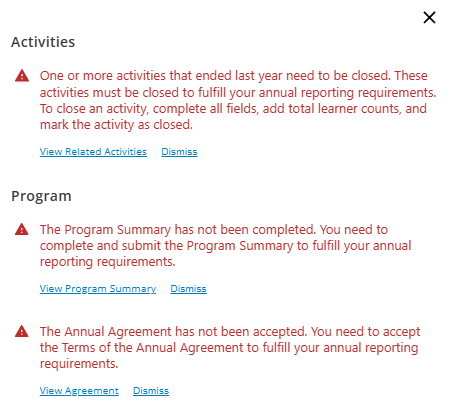 Activities
One or more activities that ended last year need to be closed. These
activities must be closed to fulfill your annual reporting requirements.
To close an activity, complete all fields, add total learner counts, and
mark the activity as closed.
View Related Activities Dismiss
Program
The Program Summary has not been completed. You need to
complete and submit the Program Summary to fulfill your annual
reporting requirements.
View Program Summary Dismiss
The Annual Agreement has not been accepted. You need to accept
the Terms of the Annual Agreement to fulfill your annual reporting
requirements.
View Agreement Dismiss